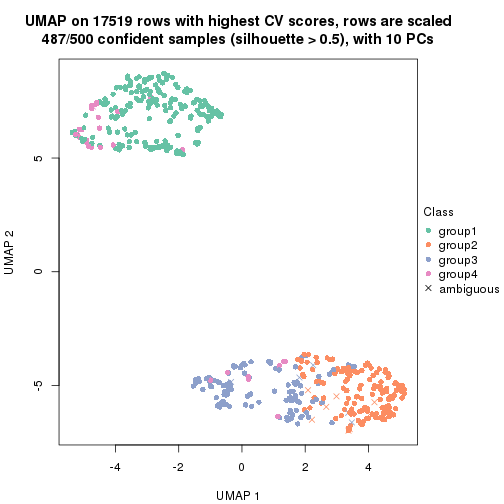 UMAP on 17519 rows with highest CV scores, rows are scaled
487/500 confident samples (silhouette > 0.5), with 10 PCs
UMAP 2
5
0
-5
-4
-2
0
2
4
UMAP 1
Class
group1
group2
group3
group4
ambiguous